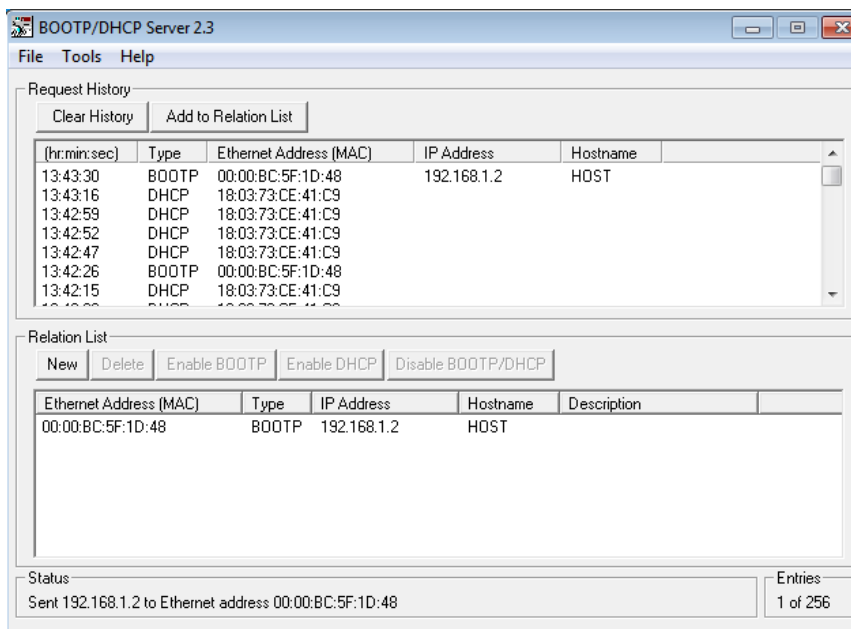 BOOTP/DHCP Server 2.3
File Tools Help
Request History
Clear History Add to Relation List
(hr:min:sec) Type Ethernet Address (MAC) IP Address Hostname
13:43:30 BOOTP 00:00:BC:5F:1D:48 192.168.1.2 HOST
13:43:16 DHCP 18:03:73:CE:41:C9
13:42:59 DHCP 18:03:73:CE:41:C9
13:42:52 DHCP 18:03:73:CE:41:C9
13:42:47 DHCP 18:03:73:CE:41:C9
13:42:26 BOOTP 00:00:BC:5F:1D:48
13:42:15 DHCP 18:03:73:CE:41:C9
Relation List
New Delete Enable BOOTP Enable DHCP Disable BOOTP/DHCP
Ethernet Address (MAC) Type IP Address Hostname Description
00:00:BC:5F:1D:48 BOOTP 192.168.1.2 HOST
Status Entries
Sent 192.168.1.2 to Ethernet address 00:00:BC:5F:1D:48 1 of 256